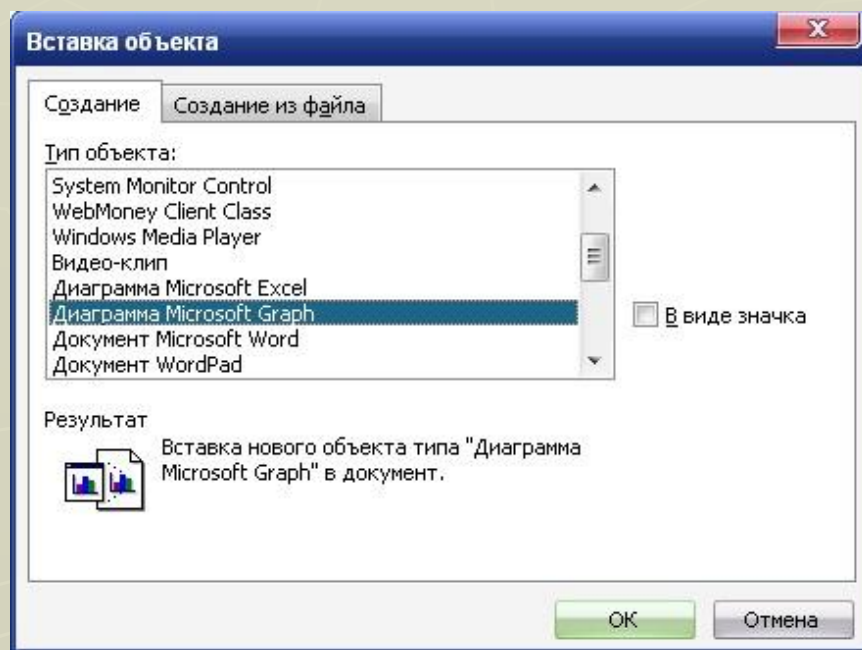 Вставка объекта
Создание
Создание из файла
Тип объекта:
System Monitor Control
WebMoney Client Class
Windows Media Player
Видео-клип
Диаграмма Microsoft Excel
Диаграмма Microsoft Graph
Документ Microsoft Word
Документ WordPad
В виде значка
Результат
Вставка нового объекта типа "Диаграмма
Microsoft Graph" в документ.
ОК
Отмена